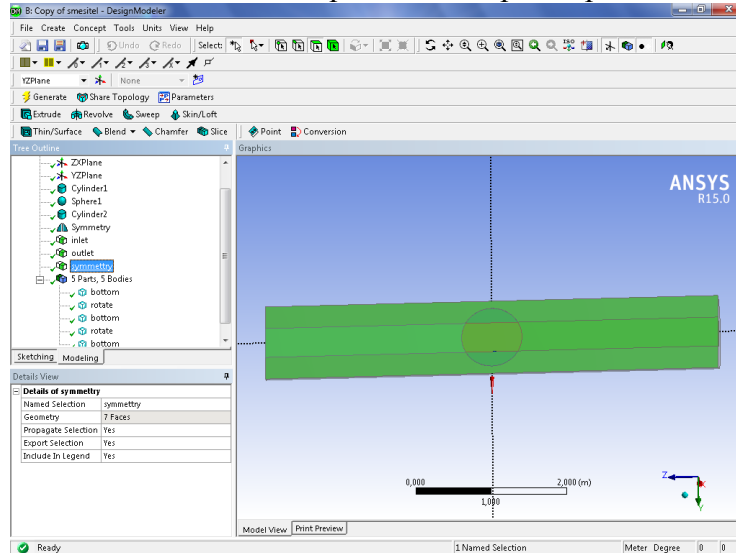 B: Copy of smesitel - DesignModeler
File Create Concept Tools Units View Help
Undo Redo Select:
YZPlane None
Generate Share Topology Parameters
Extrude Revolve Sweep Skin/Loft
Thin/Surface Blend Chamfer Slice Point Conversion
Tree Outline
ZXPlane
YZPlane
Cylinder1
Sphere1
Cylinder2
Symmetry
inlet
outlet
symmettry
5 Parts, 5 Bodies
bottom
rotate
bottom
rotate
bottom
Sketching Modeling
Details View
Details of symmettry
Named Selection symmettry
Geometry 7 Faces
Propagate Selection Yes
Export Selection Yes
Include In Legend Yes
Graphics
ANSYS
R15.0
0,000 2,000 (m)
1,000
Z
X
Y
Model View Print Preview
Ready 1 Named Selection Meter Degree 0 0